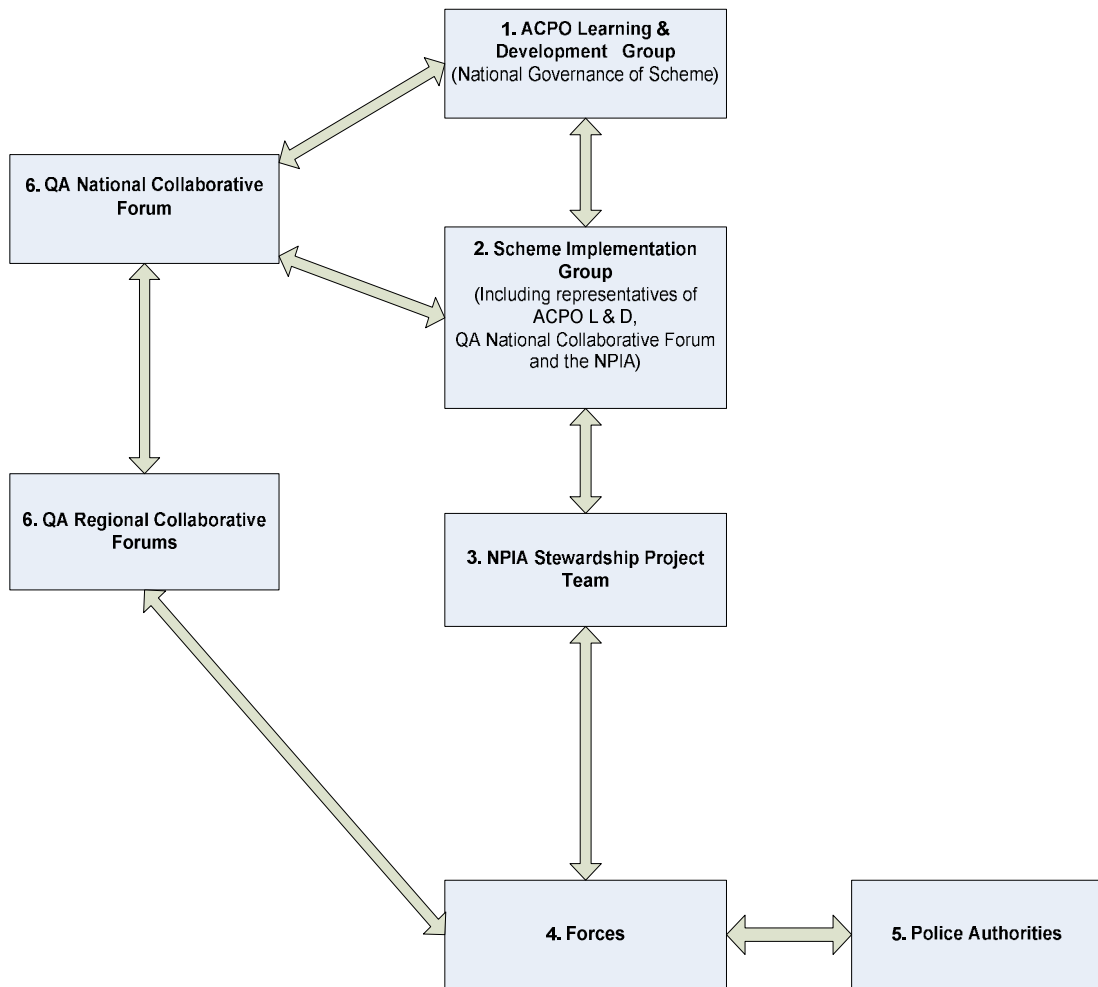 1. ACPO Learning &
Development Group
(National Governance of Scheme)
6. QA National Collaborative
Forum
2. Scheme Implementation
Group
(Including representatives of
ACPO L & D,
QA National Collaborative Forum
and the NPIA)
6. QA Regional Collaborative
Forums
3. NPIA Stewardship Project
Team
4. Forces
5. Police Authorities